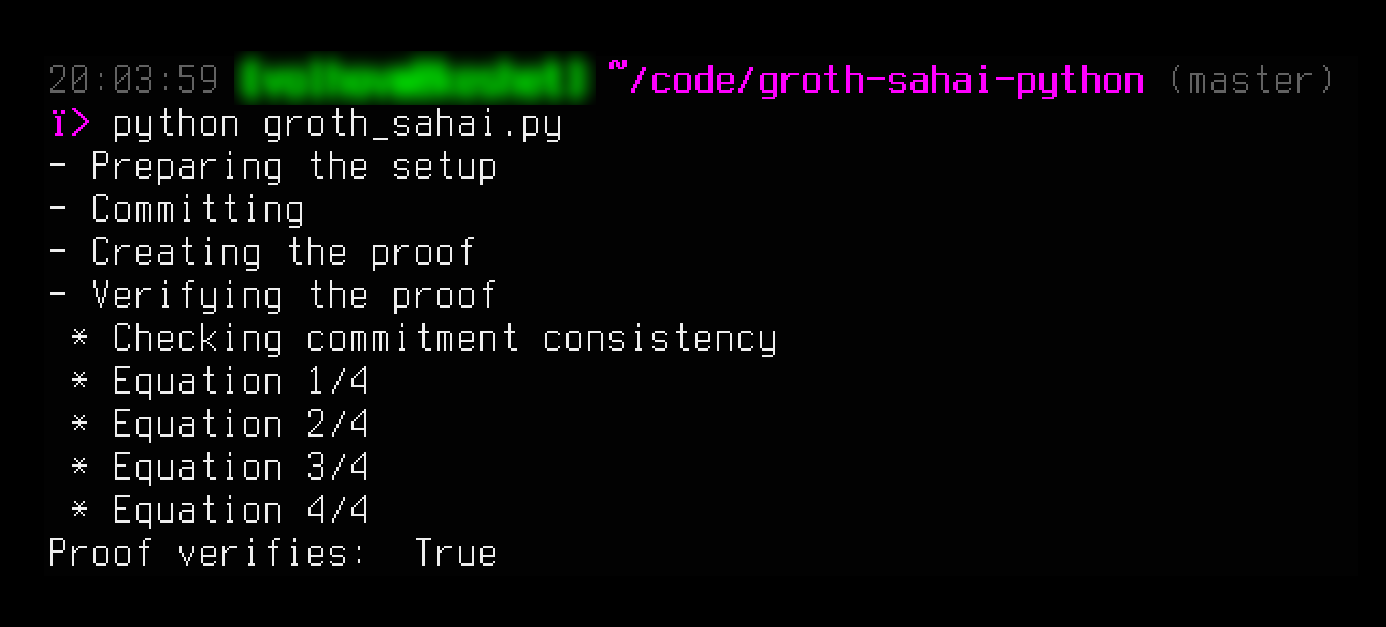 20:03:59 ~/code/groth-sahai-python (master)
ï> python groth_sahai.py
- Preparing the setup
- Committing
- Creating the proof
- Verifying the proof
* Checking commitment consistency
* Equation 1/4
* Equation 2/4
* Equation 3/4
* Equation 4/4
Proof verifies:  True